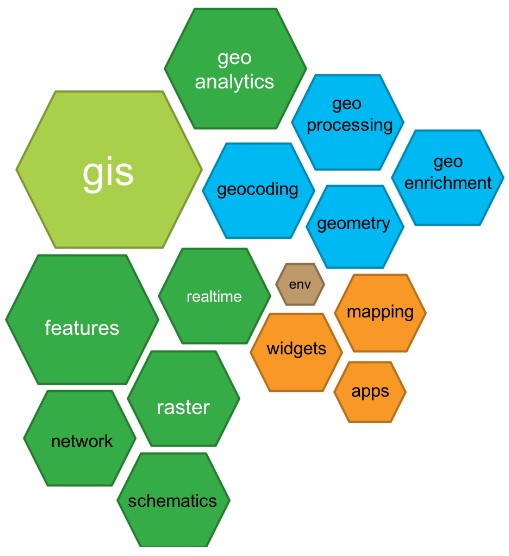 geo
analytics
geo
processing
gis
geo
enrichment
geocoding
geometry
env
realtime
mapping
features
widgets
apps
raster
network
schematics